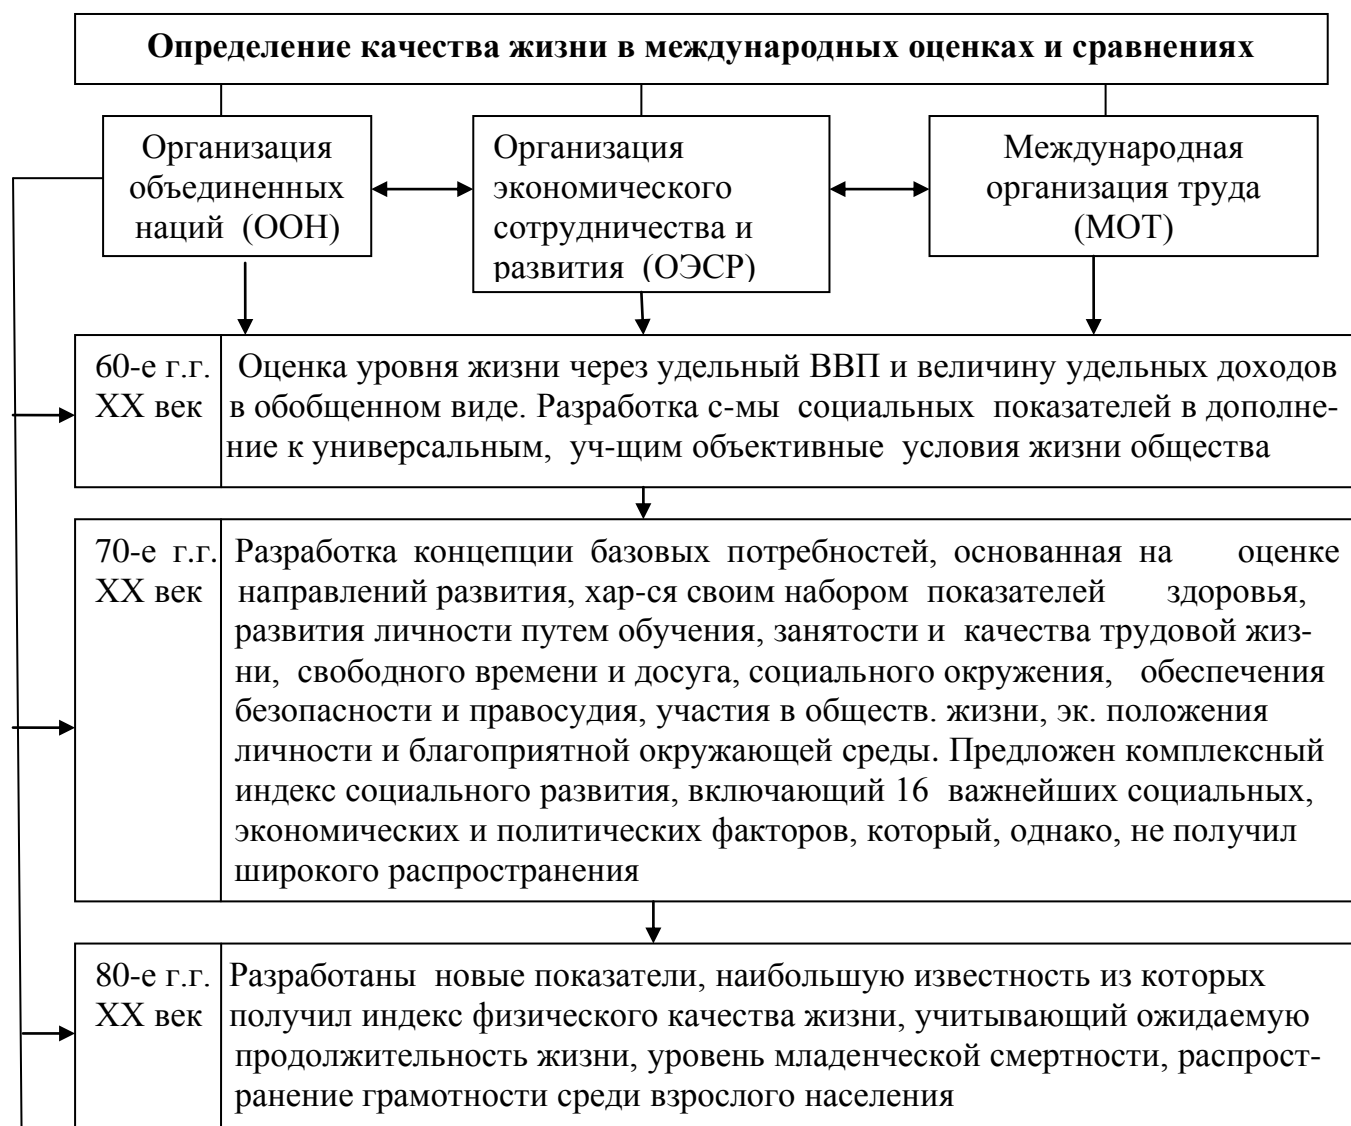 Определение качества жизни в международных оценках и сравнениях
Организация
объединенных
наций (ООН)
Организация
экономического
сотрудничества и
развития (ОЭСР)
Международная
организация труда
(МОТ)
60-е г.г.
XX век
Оценка уровня жизни через удельный ВВП и величину удельных доходов
в обобщенном виде. Разработка с-мы социальных показателей в дополне-
ние к универсальным, уч-щим объективные условия жизни общества
70-е г.г.
XX век
Разработка концепции базовых потребностей, основанная на оценке
направлений развития, хар-ся своим набором показателей здоровья,
развития личности путем обучения, занятости и качества трудовой жиз-
ни, свободного времени и досуга, социального окружения, обеспечения
безопасности и правосудия, участия в обществ. жизни, эк. положения
личности и благоприятной окружающей среды. Предложен комплексный
индекс социального развития, включающий 16 важнейших социальных,
экономических и политических факторов, который, однако, не получил
широкого распространения
80-е г.г.
XX век
Разработаны новые показатели, наибольшую известность из которых
получил индекс физического качества жизни, учитывающий ожидаемую
продолжительность жизни, уровень младенческой смертности, распрост-
ранение грамотности среди взрослого населения